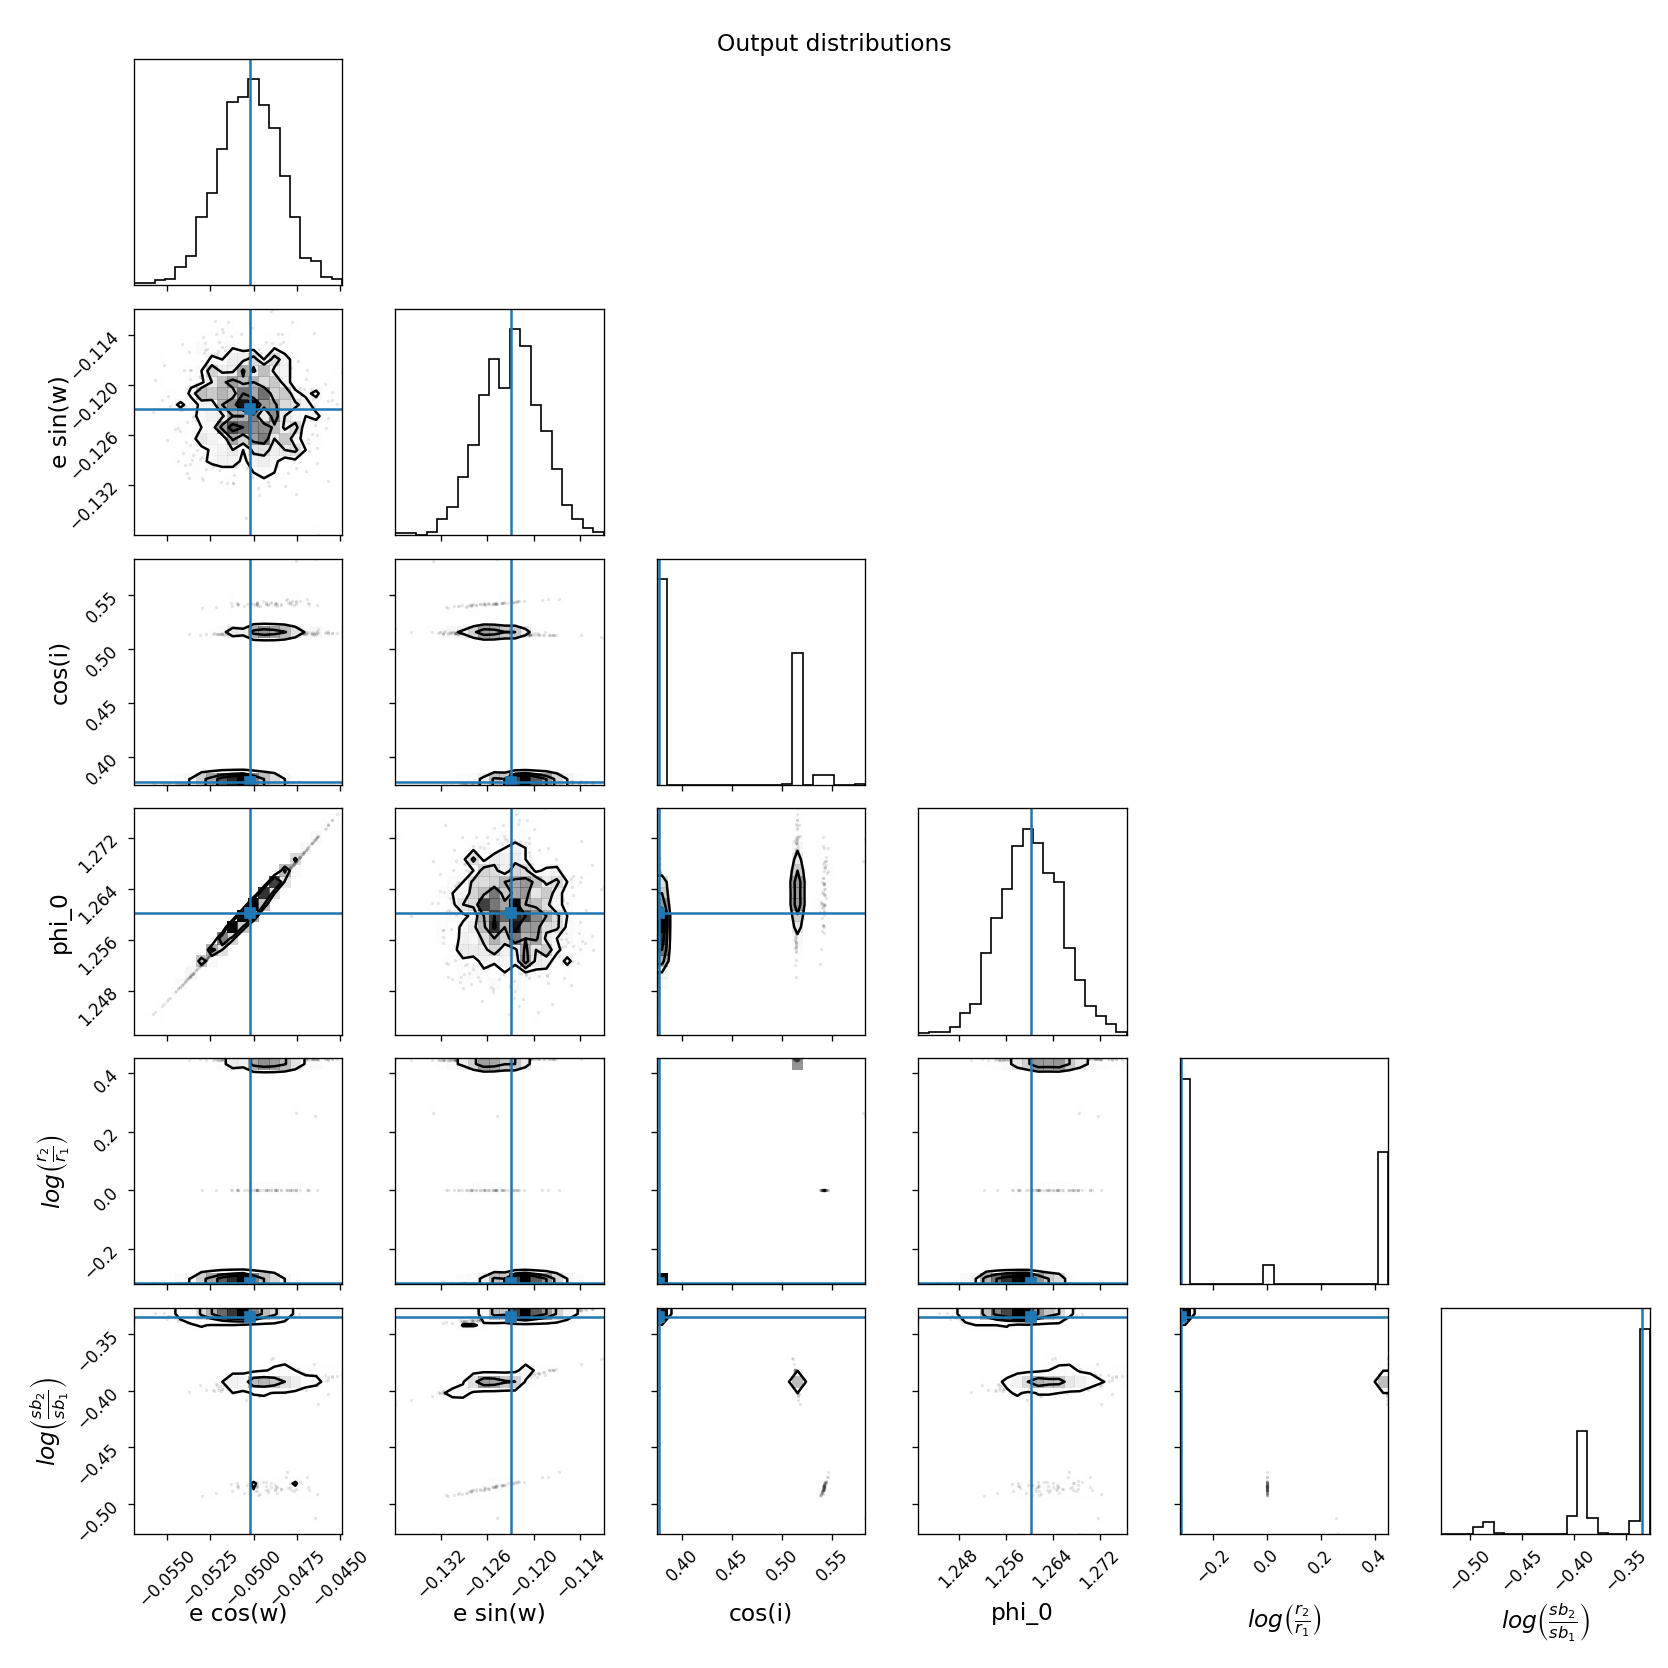 Output distributions
e sin(w)
−0.114
−0.120
−0.126
−0.132
cos(i)
0.55
0.50
0.45
0.40
phi_0
1.272
1.264
1.256
1.248
log(r₂/r₁)
0.4
0.2
0.0
−0.2
log(sb₂/sb₁)
−0.35
−0.40
−0.45
−0.50
−0.0550 −0.0525 −0.0500 −0.0475 −0.0450
e cos(w)
−0.132 −0.126 −0.120 −0.114
e sin(w)
0.40 0.45 0.50 0.55
cos(i)
1.248 1.256 1.264 1.272
phi_0
−0.2 0.0 0.2 0.4
log(r₂/r₁)
−0.50 −0.45 −0.40 −0.35
log(sb₂/sb₁)